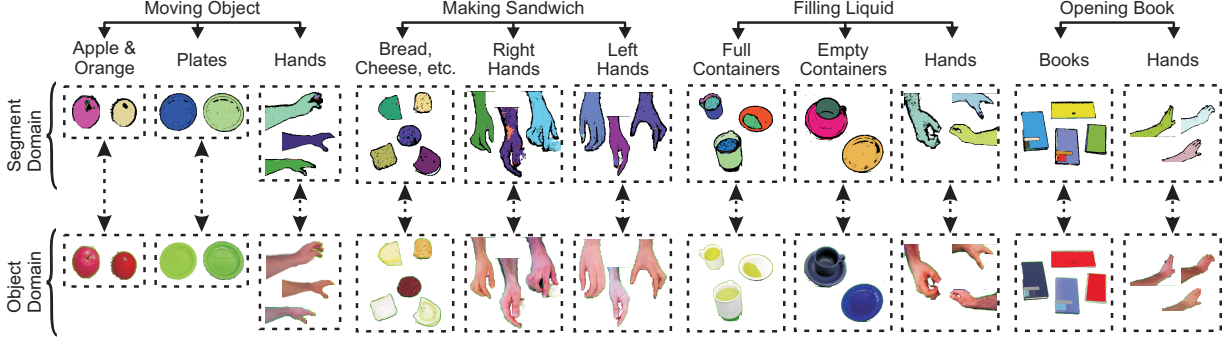 Moving Object
Making Sandwich
Filling Liquid
Opening Book
Apple &
Orange
Plates
Hands
Bread,
Cheese, etc.
Right
Hands
Left
Hands
Full
Containers
Empty
Containers
Hands
Books
Hands
Segment
Domain
Object
Domain